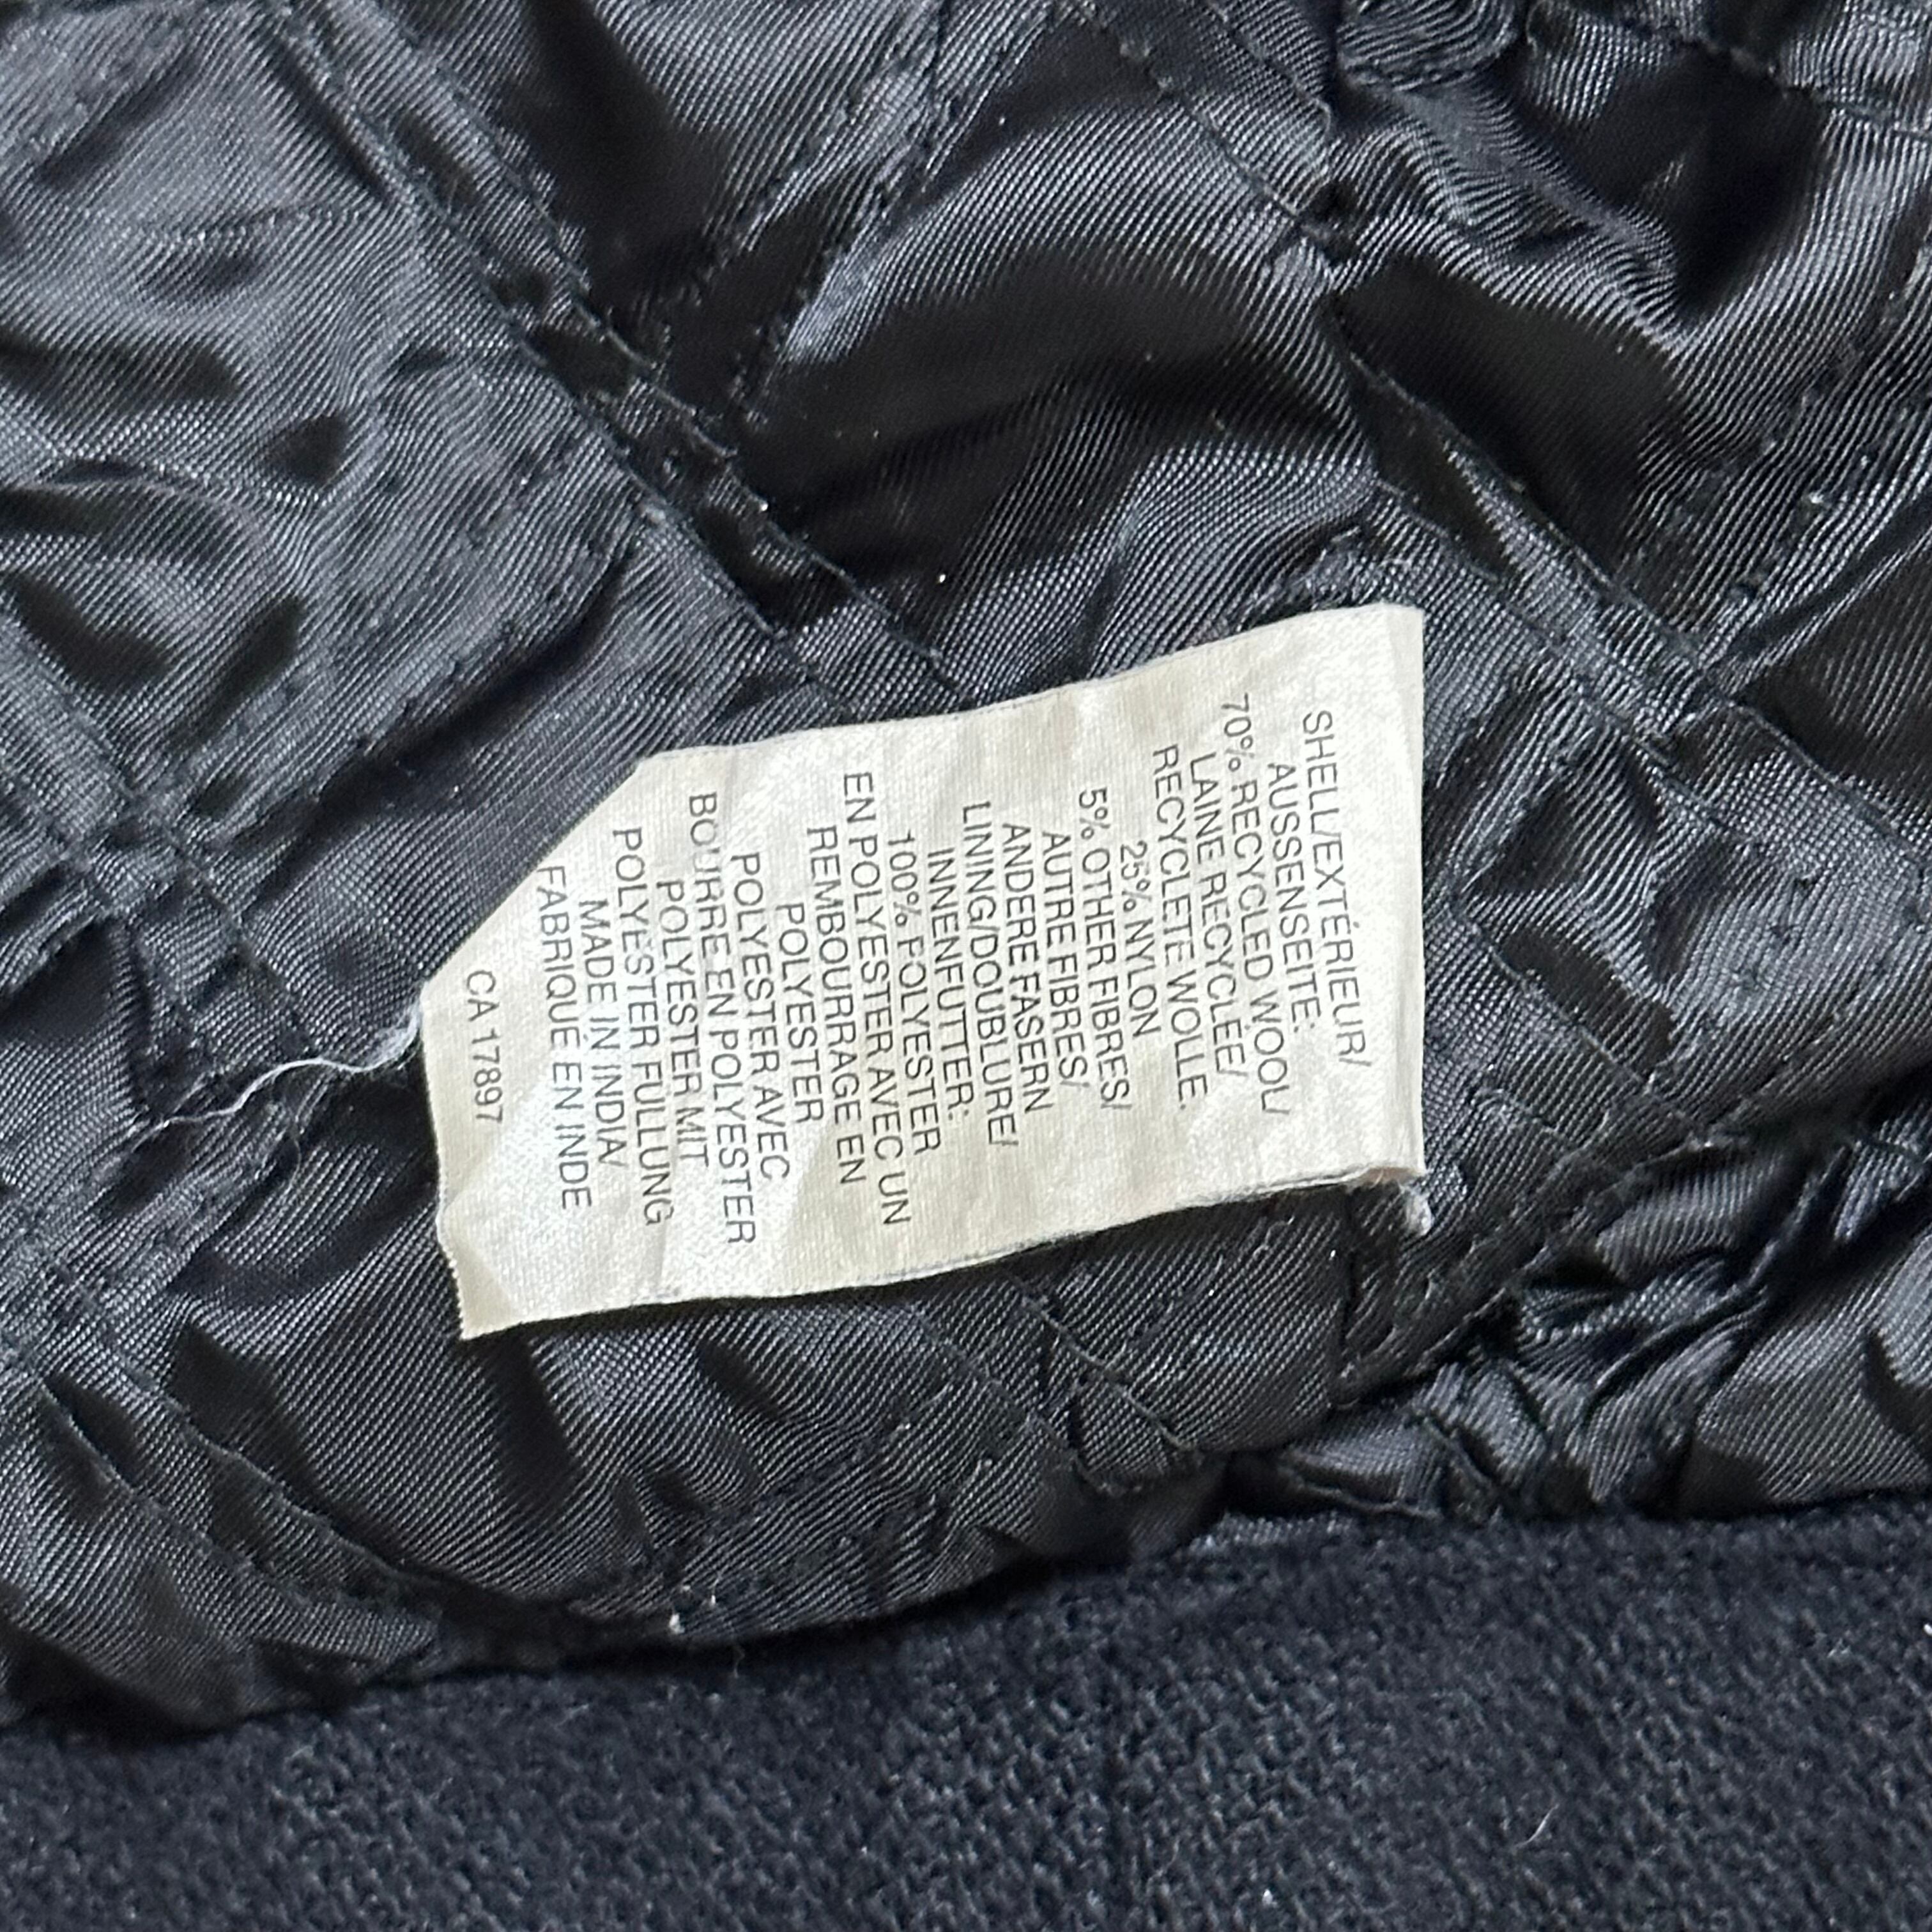 SHELL/EXTÉRIEUR/
AUSSENSEITE:
70% RECYCLED WOOL/
LAINE RECYCLÉE/
RECYCLETE WOLLE.
25% NYLON
5% OTHER FIBRES/
AUTRE FIBRES/
ANDERE FASERN
LINING/DOUBLURE/
INNENFUTTER:
100% POLYESTER
EN POLYESTER AVEC UN
REMBOURRAGE EN
POLYESTER
POLYESTER AVEC
BOURRE EN POLYESTER
POLYESTER MIT
POLYESTER FÜLLUNG
MADE IN INDIA/
FABRIQUÉ EN INDE
CA 17897